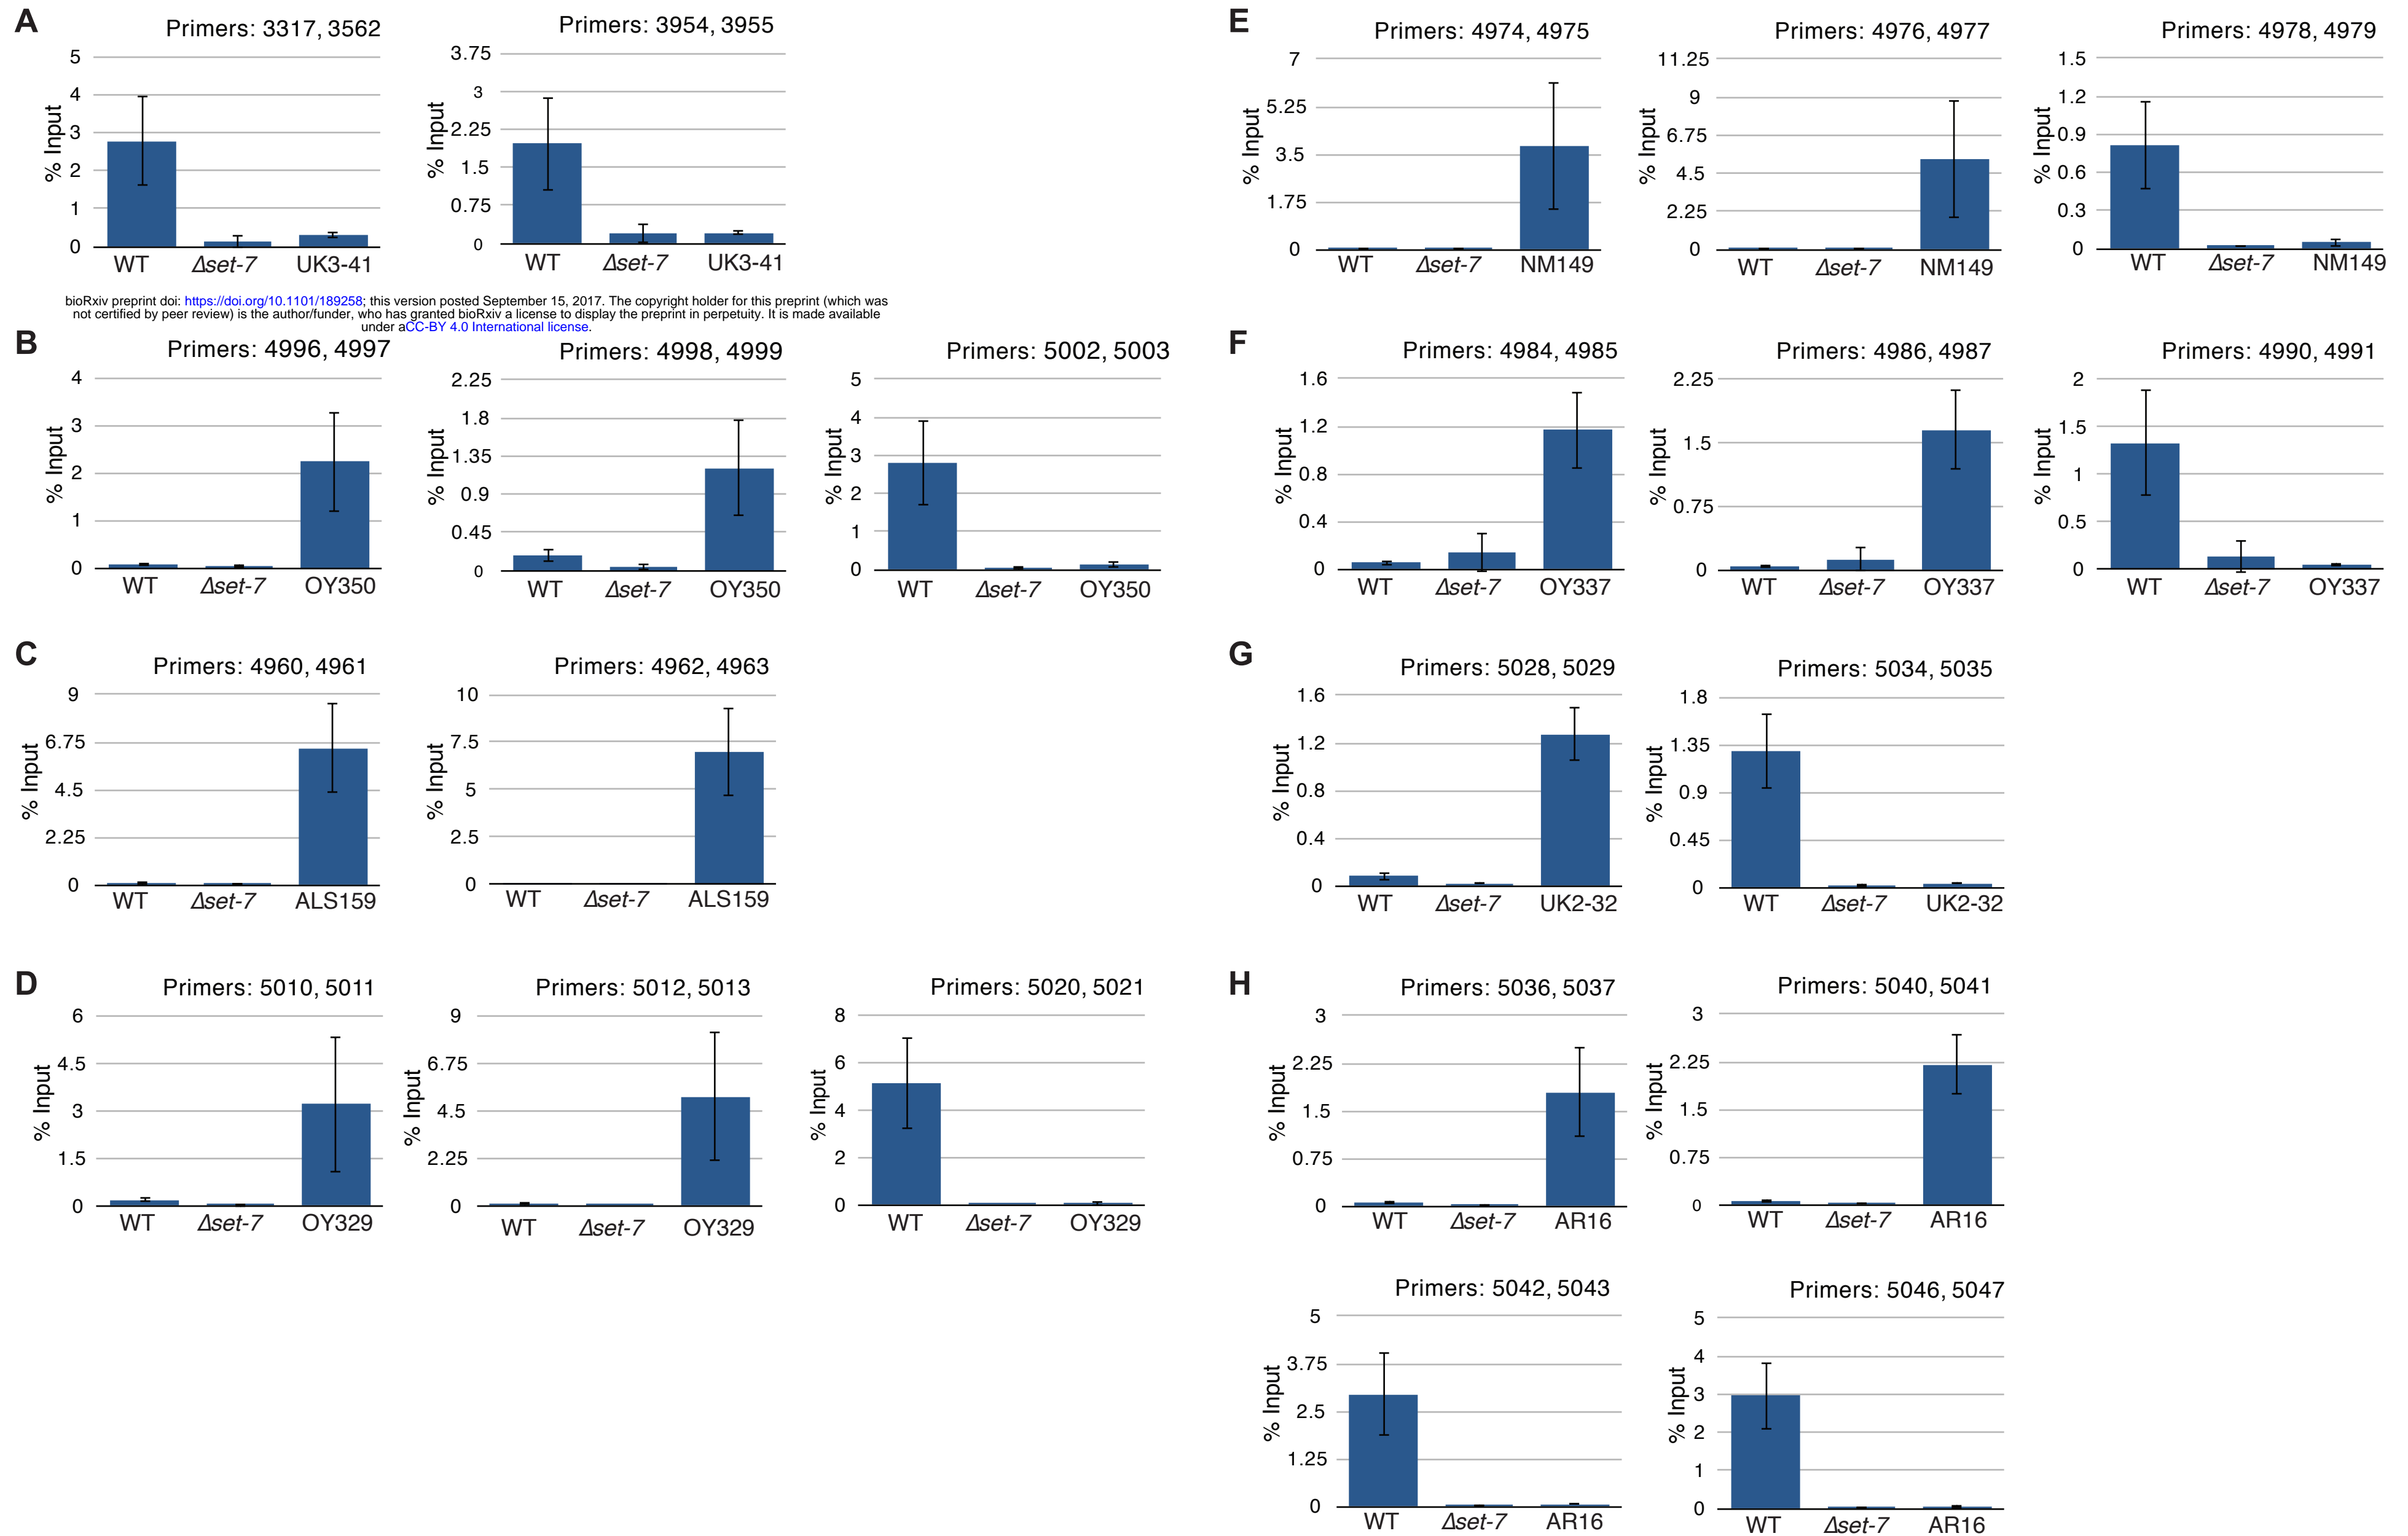 A
Primers: 3317, 3562
5
4
3
2
1
0
% Input
WT
Δset-7
UK3-41
Primers: 3954, 3955
3.75
3
2.25
1.5
0.75
0
% Input
WT
Δset-7
UK3-41
bioRxiv preprint doi: https://doi.org/10.1101/189258; this version posted September 15, 2017. The copyright holder for this preprint (which was
not certified by peer review) is the author/funder, who has granted bioRxiv a license to display the preprint in perpetuity. It is made available
under aCC-BY 4.0 International license.
B
Primers: 4996, 4997
4
3
2
1
0
% Input
WT
Δset-7
OY350
Primers: 4998, 4999
2.25
1.8
1.35
0.9
0.45
0
% Input
WT
Δset-7
OY350
Primers: 5002, 5003
5
4
3
2
1
0
% Input
WT
Δset-7
OY350
C
Primers: 4960, 4961
9
6.75
4.5
2.25
0
% Input
WT
Δset-7
ALS159
Primers: 4962, 4963
10
7.5
5
2.5
0
% Input
WT
Δset-7
ALS159
D
Primers: 5010, 5011
6
4.5
3
1.5
0
% Input
WT
Δset-7
OY329
Primers: 5012, 5013
9
6.75
4.5
2.25
0
% Input
WT
Δset-7
OY329
Primers: 5020, 5021
8
6
4
2
0
% Input
WT
Δset-7
OY329
E
Primers: 4974, 4975
7
5.25
3.5
1.75
0
% Input
WT
Δset-7
NM149
Primers: 4976, 4977
11.25
9
6.75
4.5
2.25
0
% Input
WT
Δset-7
NM149
Primers: 4978, 4979
1.5
1.2
0.9
0.6
0.3
0
% Input
WT
Δset-7
NM149
F
Primers: 4984, 4985
1.6
1.2
0.8
0.4
0
% Input
WT
Δset-7
OY337
Primers: 4986, 4987
2.25
1.5
0.75
0
% Input
WT
Δset-7
OY337
Primers: 4990, 4991
2
1.5
1
0.5
0
% Input
WT
Δset-7
OY337
G
Primers: 5028, 5029
1.6
1.2
0.8
0.4
0
% Input
WT
Δset-7
UK2-32
Primers: 5034, 5035
1.8
1.35
0.9
0.45
0
% Input
WT
Δset-7
UK2-32
H
Primers: 5036, 5037
3
2.25
1.5
0.75
0
% Input
WT
Δset-7
AR16
Primers: 5040, 5041
3
2.25
1.5
0.75
0
% Input
WT
Δset-7
AR16
Primers: 5042, 5043
5
3.75
2.5
1.25
0
% Input
WT
Δset-7
AR16
Primers: 5046, 5047
5
4
3
2
1
0
% Input
WT
Δset-7
AR16